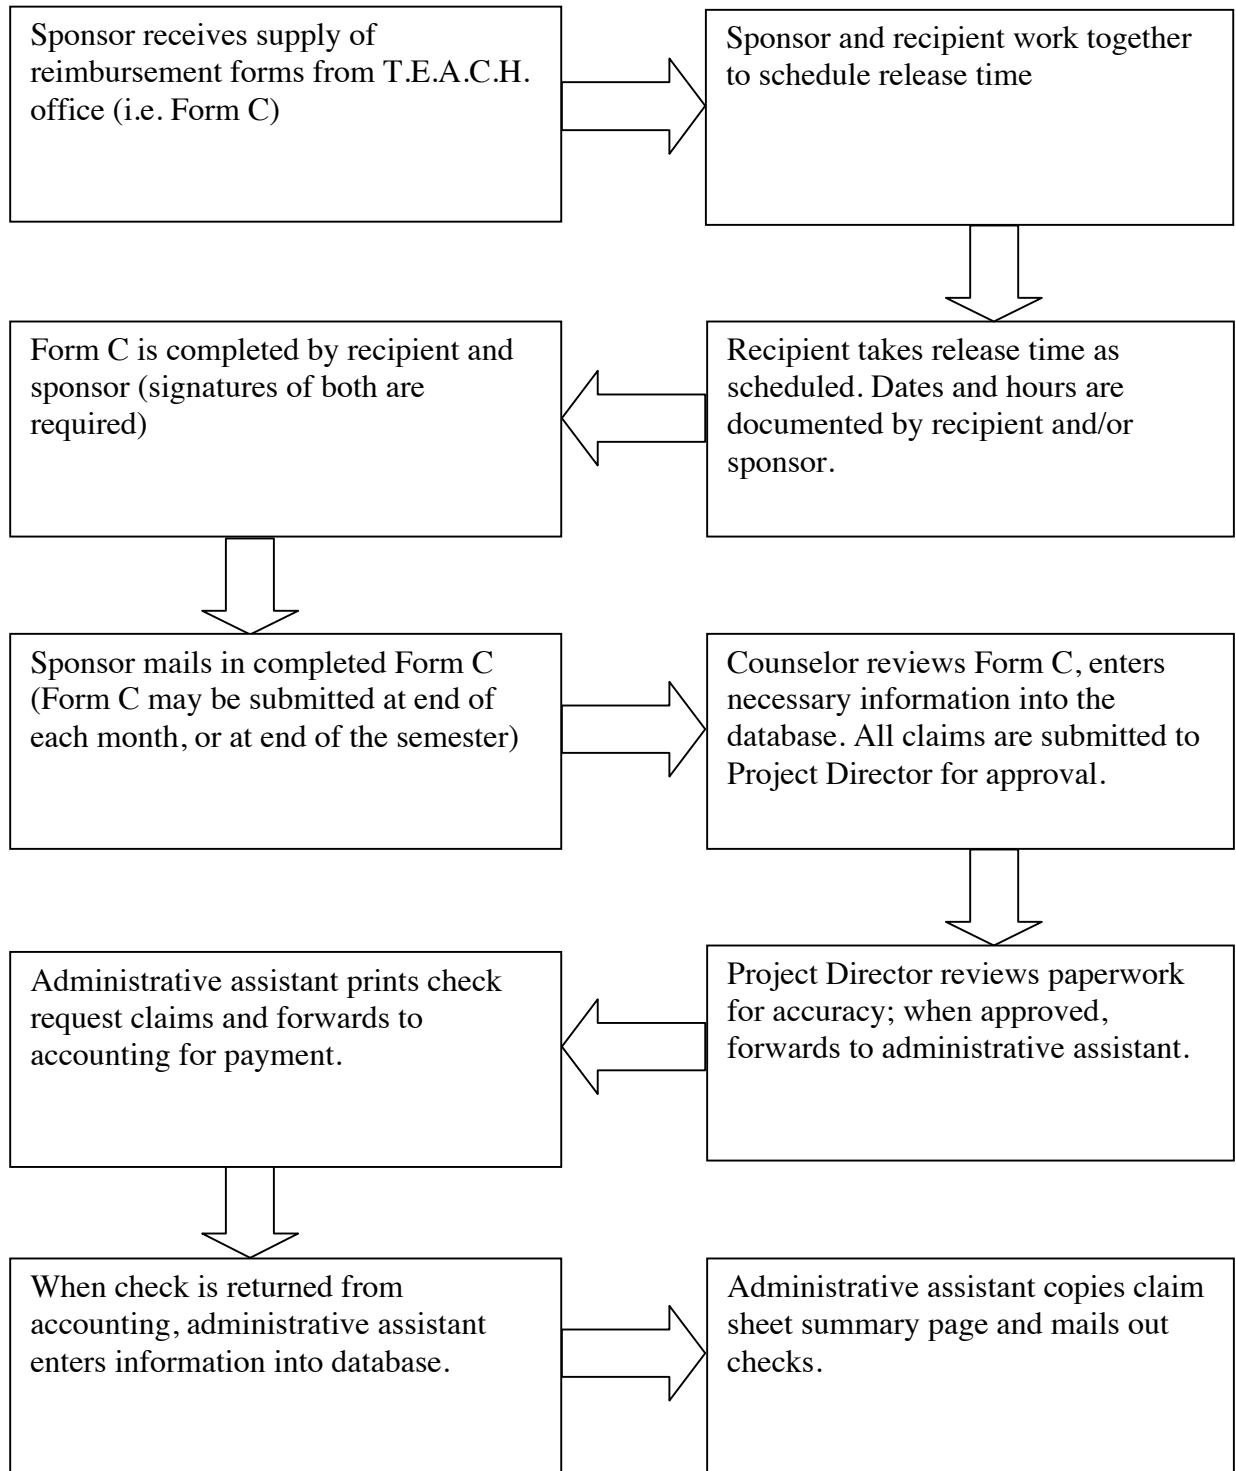 Sponsor receives supply of
reimbursement forms from T.E.A.C.H.
office (i.e. Form C)
Sponsor and recipient work together
to schedule release time
Recipient takes release time as
scheduled. Dates and hours are
documented by recipient and/or
sponsor.
Form C is completed by recipient and
sponsor (signatures of both are
required)
Sponsor mails in completed Form C
(Form C may be submitted at end of
each month, or at end of the semester)
Counselor reviews Form C, enters
necessary information into the
database. All claims are submitted to
Project Director for approval.
Project Director reviews paperwork
for accuracy; when approved,
forwards to administrative assistant.
Administrative assistant prints check
request claims and forwards to
accounting for payment.
When check is returned from
accounting, administrative assistant
enters information into database.
Administrative assistant copies claim
sheet summary page and mails out
checks.